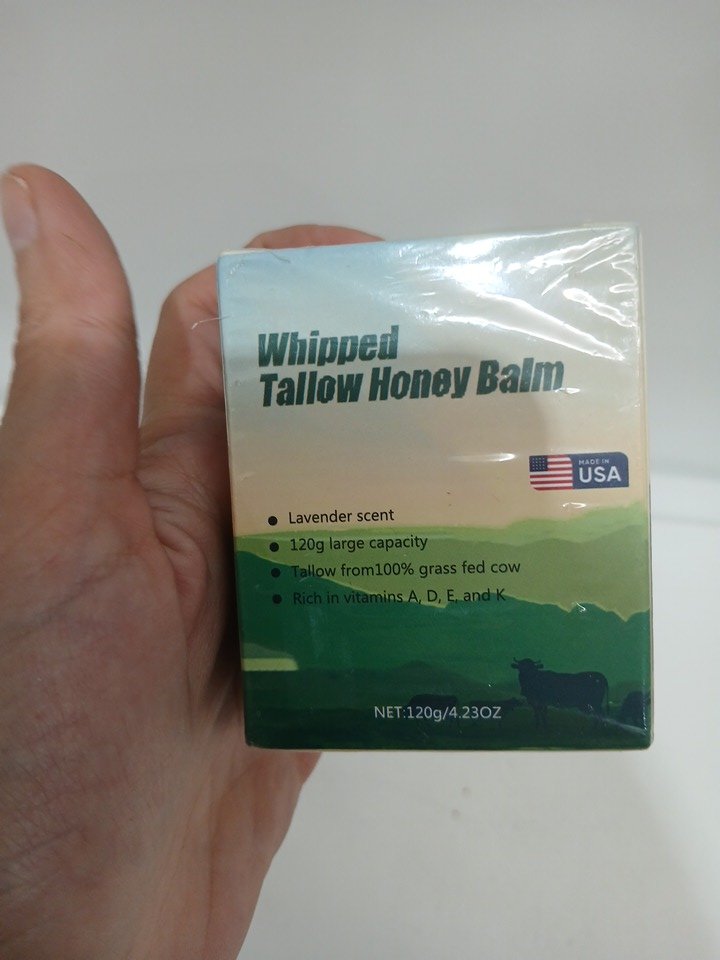 Whipped
Tallow Honey Balm
MADE IN
USA
● Lavender scent
● 120g large capacity
● Tallow from100% grass fed cow
● Rich in vitamins A, D, E, and K
NET:120g/4.23OZ